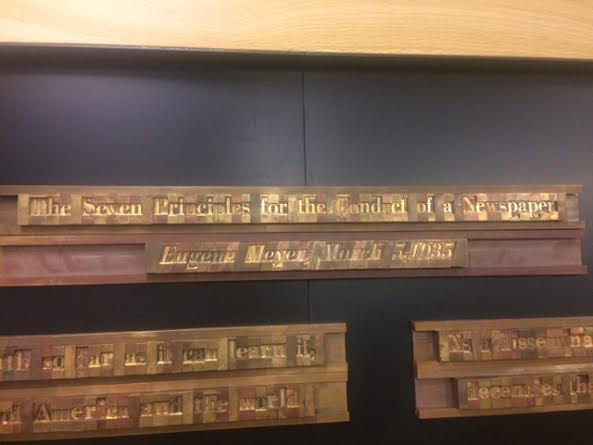 The Seven Principles for the Conduct of a Newspaper
Eugene Meyer, March 5, 1935
so far as it can learn it,
America and the world.
As a
decencies